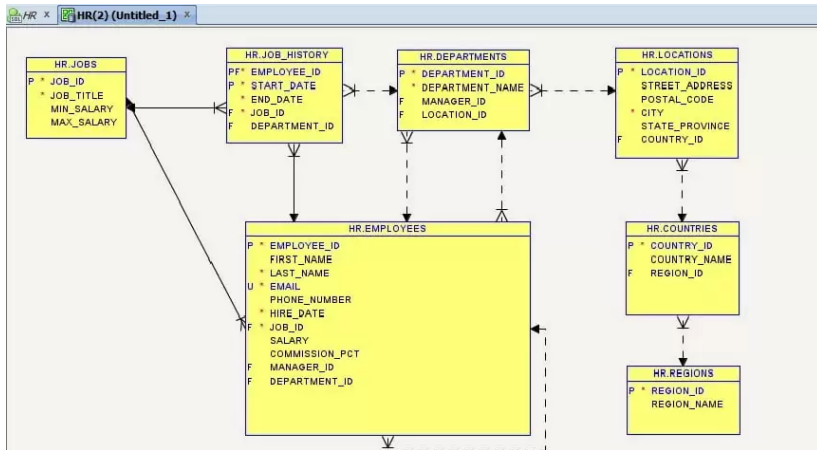 HR x HR(2) (Untitled_1) x
HR.JOBS
P * JOB_ID
* JOB_TITLE
MIN_SALARY
MAX_SALARY
HR.JOB_HISTORY
PF* EMPLOYEE_ID
P * START_DATE
* END_DATE
F * JOB_ID
F DEPARTMENT_ID
HR.DEPARTMENTS
P * DEPARTMENT_ID
* DEPARTMENT_NAME
F MANAGER_ID
F LOCATION_ID
HR.LOCATIONS
P * LOCATION_ID
STREET_ADDRESS
POSTAL_CODE
* CITY
STATE_PROVINCE
F COUNTRY_ID
HR.EMPLOYEES
P * EMPLOYEE_ID
FIRST_NAME
* LAST_NAME
U * EMAIL
PHONE_NUMBER
* HIRE_DATE
F * JOB_ID
SALARY
COMMISSION_PCT
F MANAGER_ID
F DEPARTMENT_ID
HR.COUNTRIES
P * COUNTRY_ID
COUNTRY_NAME
F REGION_ID
HR.REGIONS
P * REGION_ID
REGION_NAME